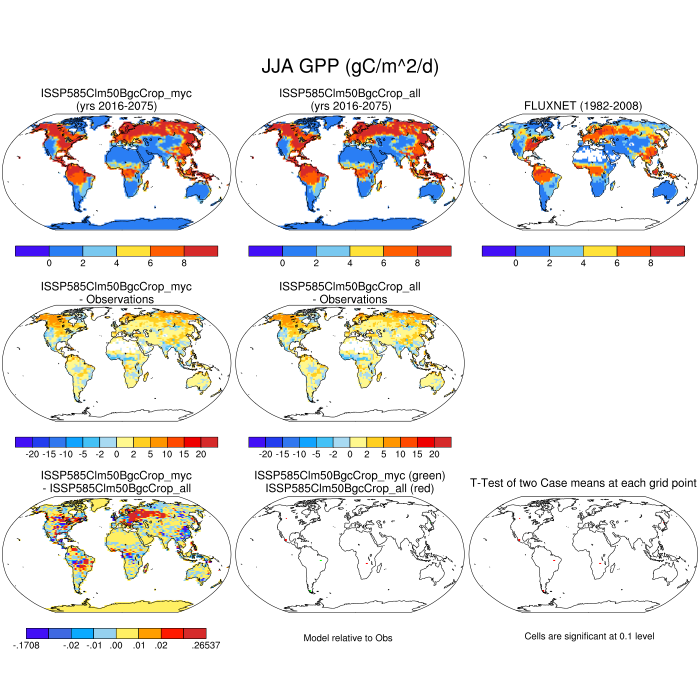 JJA GPP (gC/m^2/d)
ISSP585Clm50BgcCrop_myc
(yrs 2016-2075)
ISSP585Clm50BgcCrop_all
(yrs 2016-2075)
FLUXNET (1982-2008)
0 2 4 6 8
0 2 4 6 8
0 2 4 6 8
ISSP585Clm50BgcCrop_myc
- Observations
ISSP585Clm50BgcCrop_all
- Observations
-20 -15 -10 -5 -2 0 2 5 10 15 20
-20 -15 -10 -5 -2 0 2 5 10 15 20
ISSP585Clm50BgcCrop_myc
- ISSP585Clm50BgcCrop_all
ISSP585Clm50BgcCrop_myc (green)
ISSP585Clm50BgcCrop_all (red)
T-Test of two Case means at each grid point
-.1708 -.02 -.01 .00 .01 .02 .26537
Model relative to Obs
Cells are significant at 0.1 level